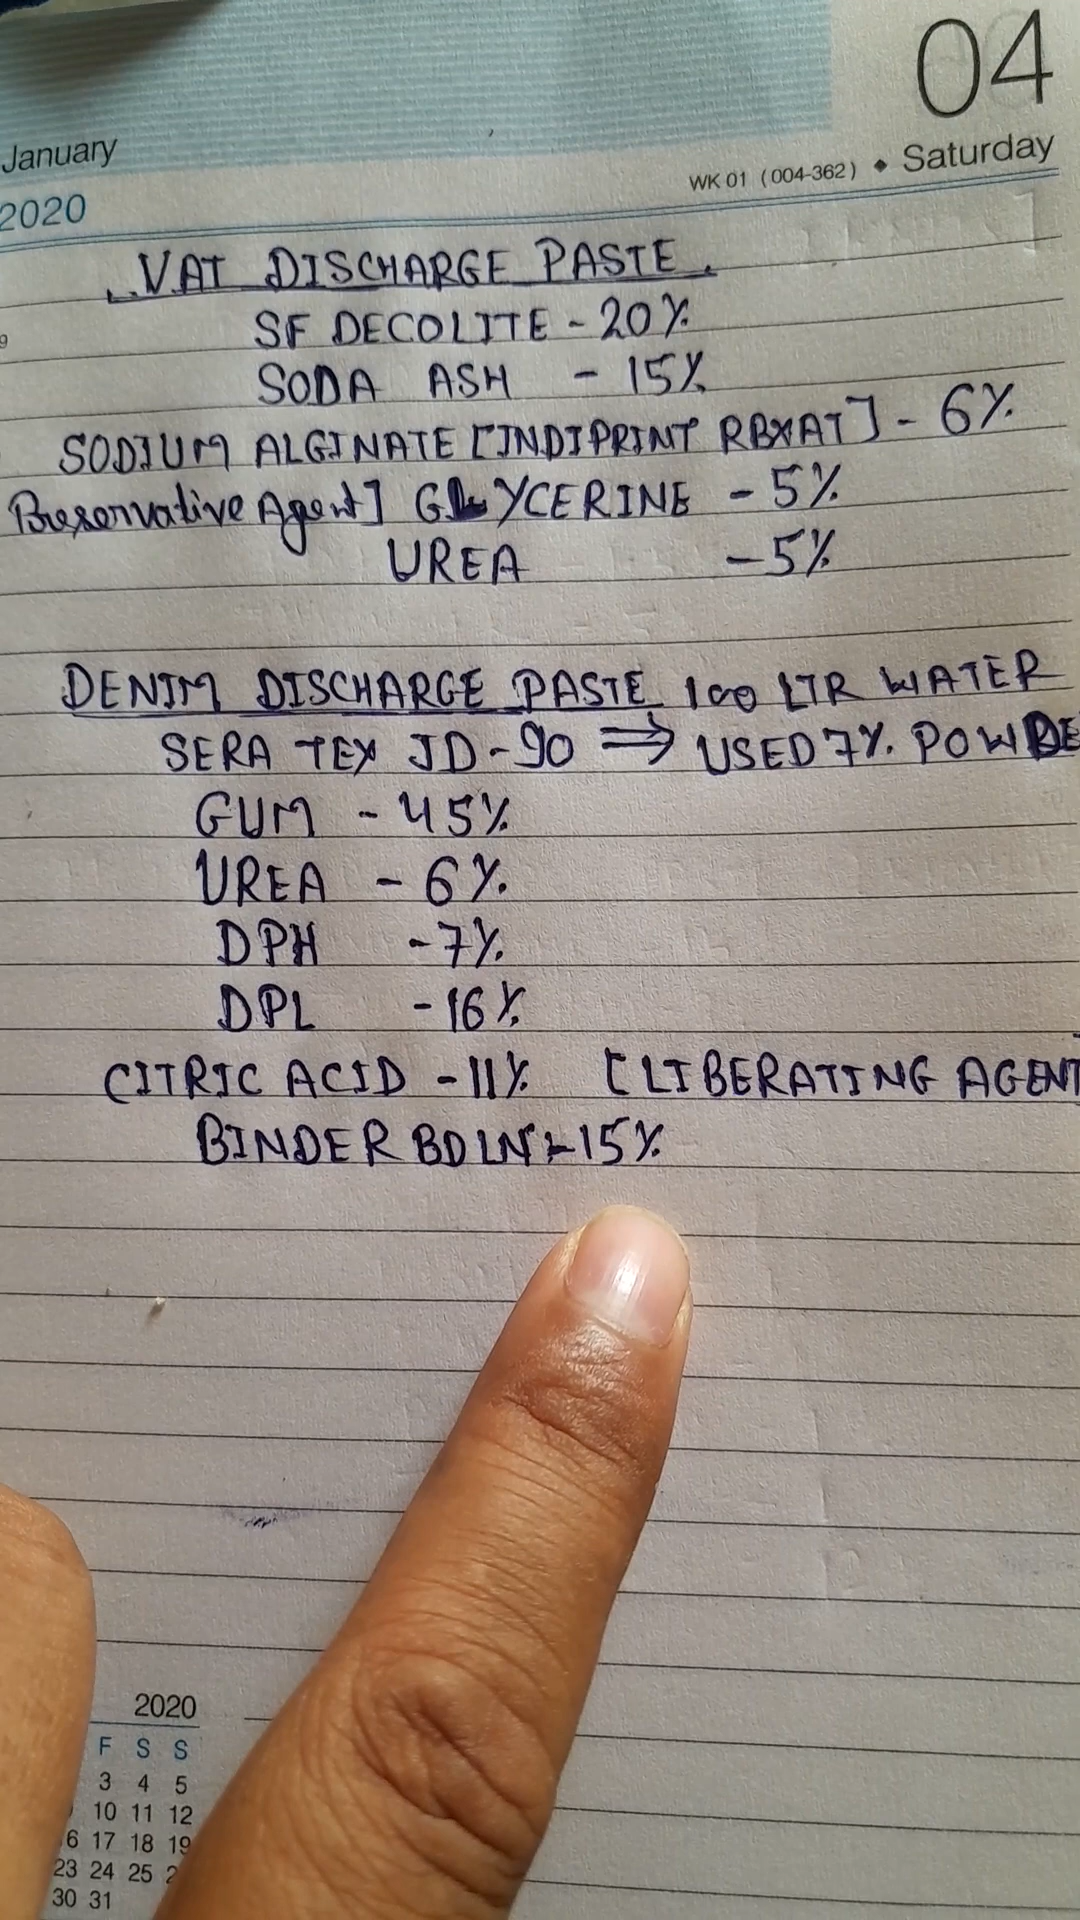 04
January
WK 01 (004-362) • Saturday
2020
VAT DISCHARGE PASTE
SF DECOLITE - 20%
SODA ASH - 15%
SODIUM ALGINATE [INDIPRINT RBXAT] - 6%
Preservative Agent] GLYCERINE - 5%
UREA - 5%
DENIM DISCHARGE PASTE 100 LTR WATER
SERA TEX JD-90 ⇒ USED 7% POWDE
GUM - 45%
UREA - 6%
DPH - 7%
DPL - 16%
CITRIC ACID - 11% [LIBERATING AGENT
BINDER BDLN - 15%
2020
F S S
3 4 5
10 11 12
16 17 18 19
23 24 25 2
30 31